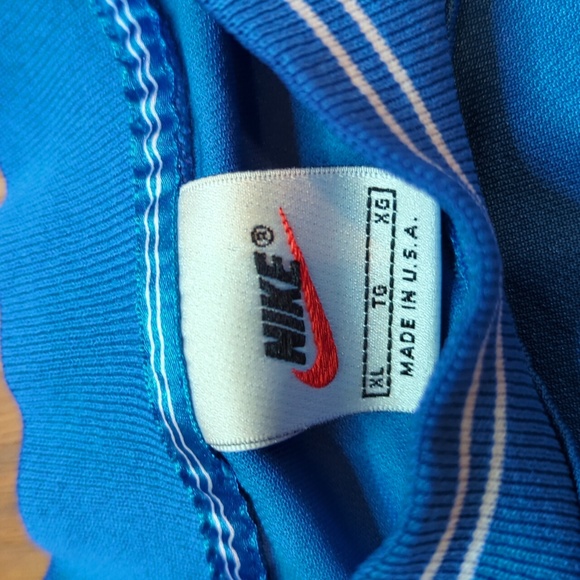 NIKE®
XL TG XG
MADE IN U.S.A.